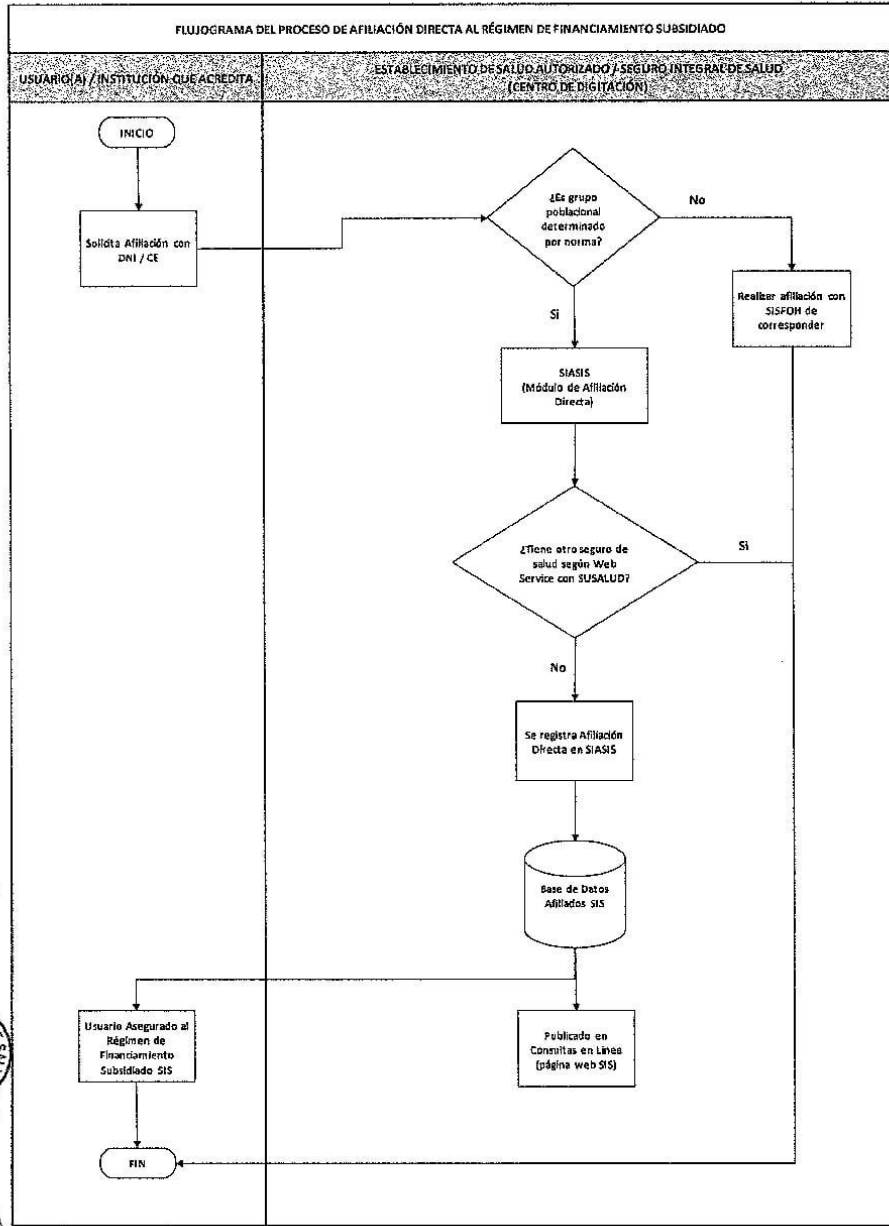 FLUJOGRAMA DEL PROCESO DE AFILIACIÓN DIRECTA AL RÉGIMEN DE FINANCIAMIENTO SUBSIDIADO
USUARIO(A) / INSTITUCIÓN QUE ACREDITA
ESTABLECIMIENTO DE SALUD AUTORIZADO / SEGURO INTEGRAL DE SALUD
(CENTRO DE DIGITACIÓN)
INICIO
Solicita Afiliación con
DNI / CE
¿Es grupo
poblacional
determinado
por norma?
No
Realizar afiliación con
SISFOH de
corresponder
Si
SIASIS
(Módulo de Afiliación
Directa)
¿Tiene otro seguro de
salud según Web
Service con SUSALUD?
Si
No
Se registra Afiliación
Directa en SIASIS
Base de Datos
Afiliados SIS
Usuario Asegurado al
Régimen de
Financiamiento
Subsidiado SIS
Publicado en
Consultas en Línea
(página web SIS)
FIN